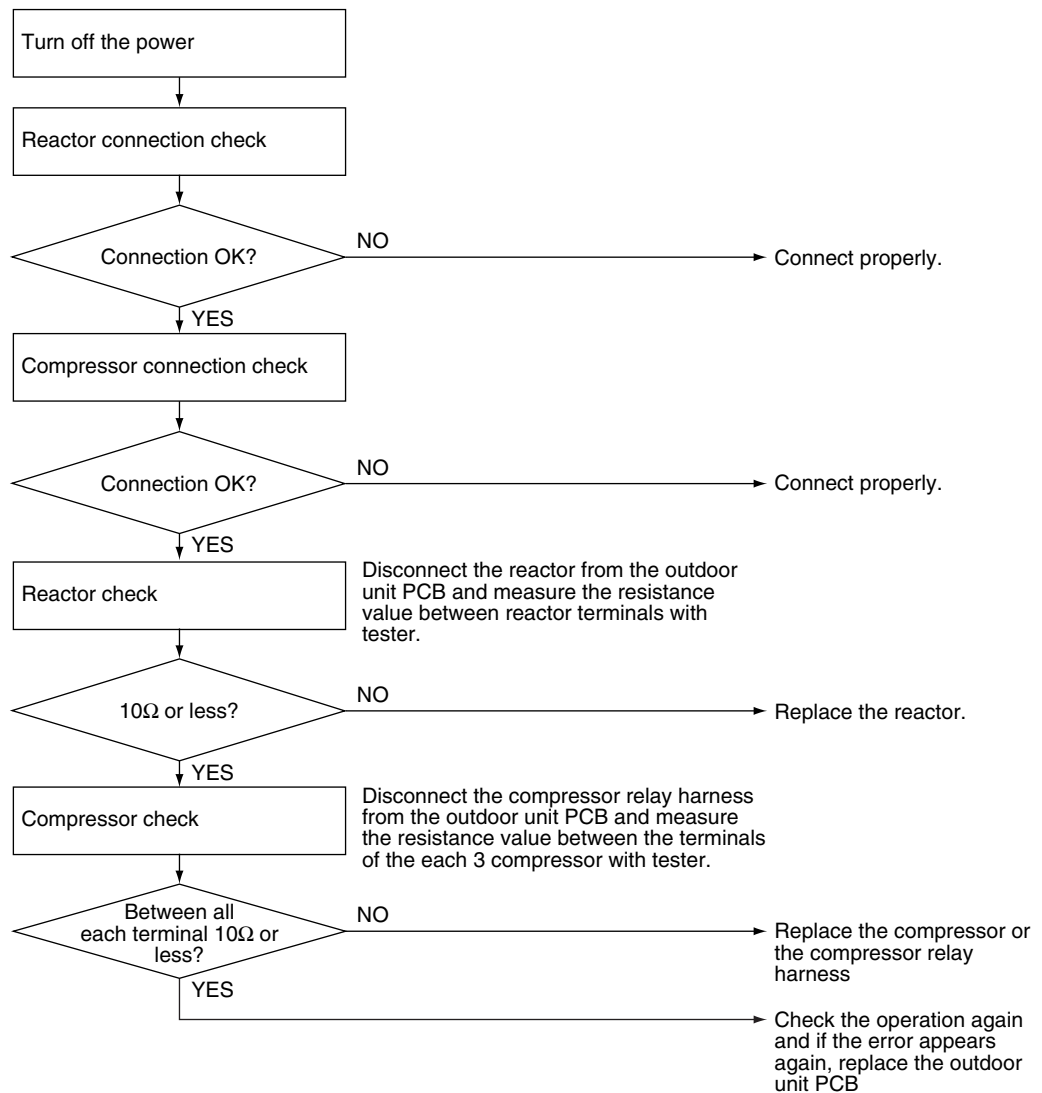 Turn off the power
Reactor connection check
Connection OK?
NO
Connect properly.
YES
Compressor connection check
Connection OK?
NO
Connect properly.
YES
Reactor check
Disconnect the reactor from the outdoor
unit PCB and measure the resistance
value between reactor terminals with
tester.
10Ω or less?
NO
Replace the reactor.
YES
Compressor check
Disconnect the compressor relay harness
from the outdoor unit PCB and measure
the resistance value between the terminals
of the each 3 compressor with tester.
Between all
each terminal 10Ω or
less?
NO
Replace the compressor or
the compressor relay
harness
YES
Check the operation again
and if the error appears
again, replace the outdoor
unit PCB